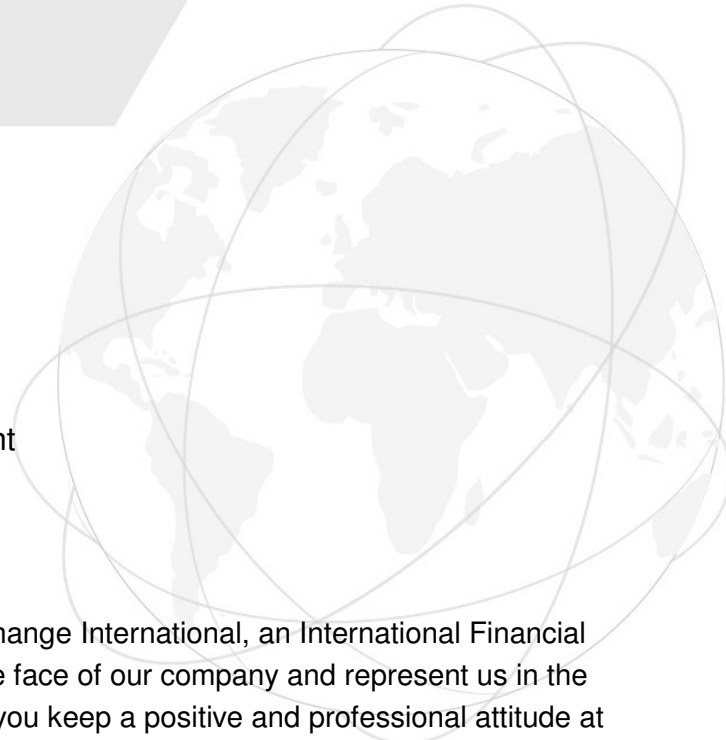 hange International, an International Financial
face of our company and represent us in the
you keep a positive and professional attitude at